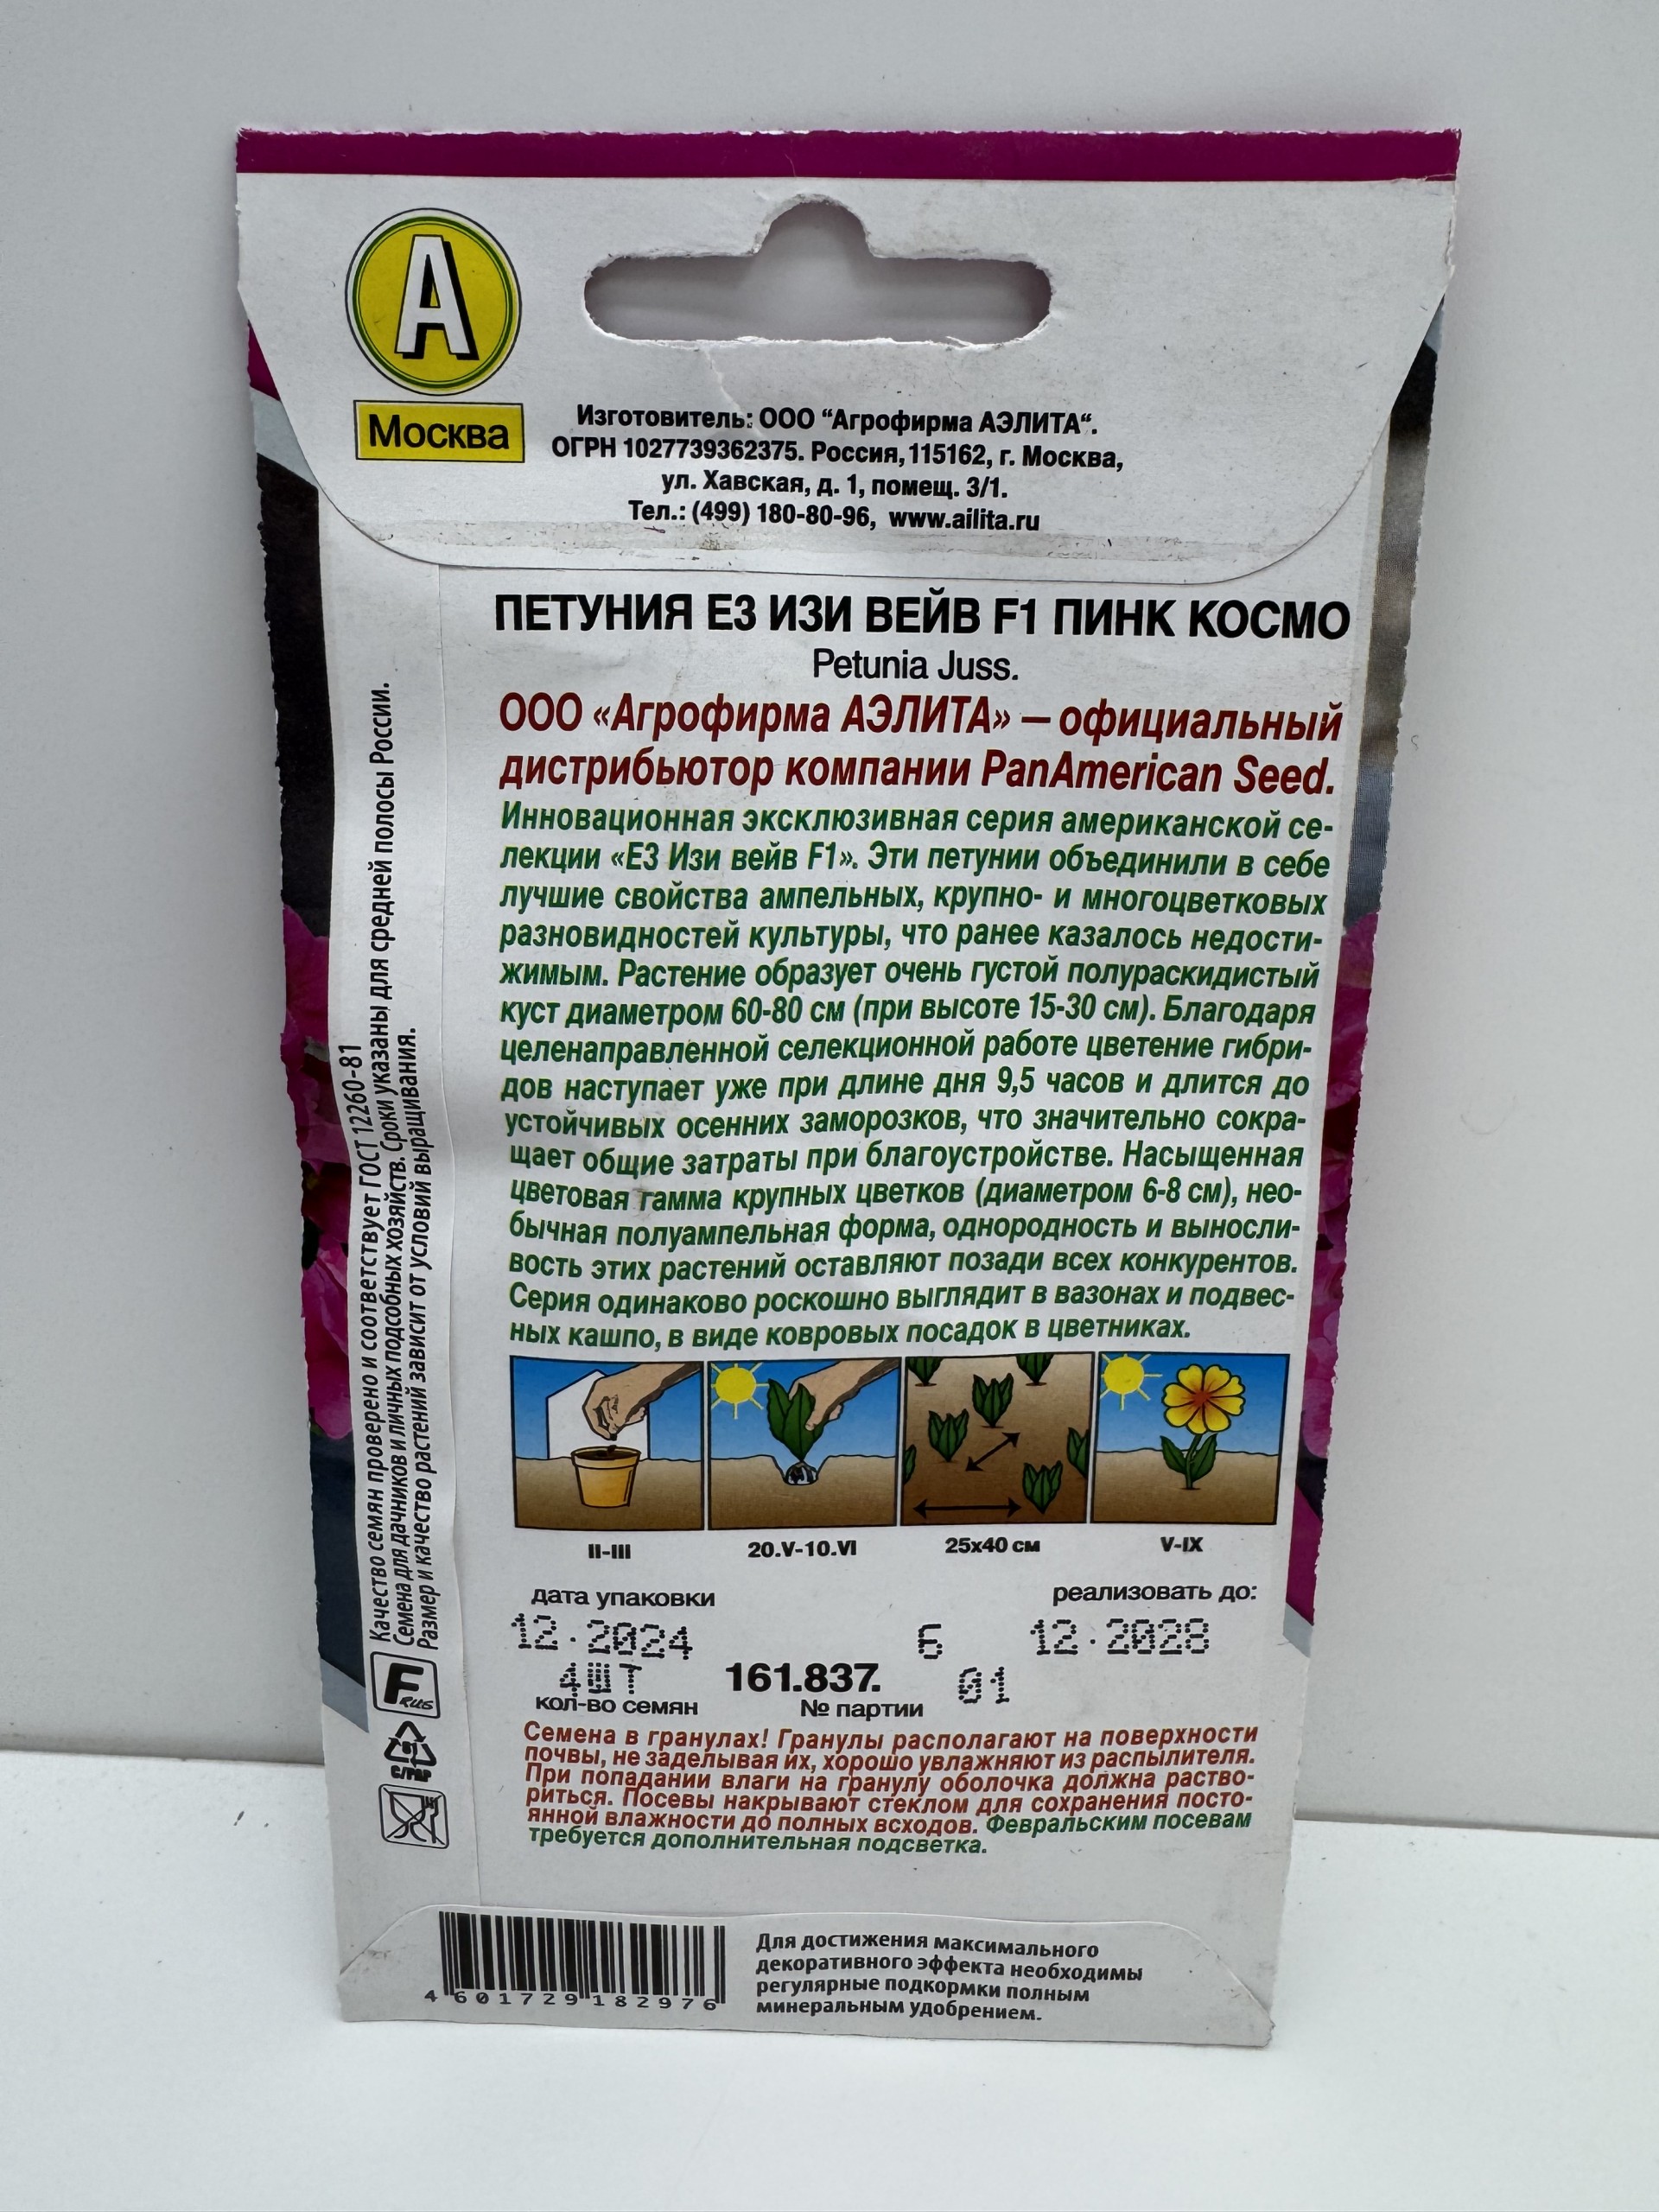 А
Москва
Изготовитель: ООО “Агрофирма АЭЛИТА“.
ОГРН 1027739362375. Россия, 115162, г. Москва,
ул. Хавская, д. 1, помещ. 3/1.
Тел.: (499) 180-80-96, www.ailita.ru
ПЕТУНИЯ Е3 ИЗИ ВЕЙВ F1 ПИНК КОСМО
Petunia Juss.
ООО «Агрофирма АЭЛИТА» — официальный
дистрибьютор компании PanAmerican Seed.
Инновационная эксклюзивная серия американской се-
лекции «Е3 Изи вейв F1». Эти петунии объединили в себе
лучшие свойства ампельных, крупно- и многоцветковых
разновидностей культуры, что ранее казалось недости-
жимым. Растение образует очень густой полураскидистый
куст диаметром 60-80 см (при высоте 15-30 см). Благодаря
целенаправленной селекционной работе цветение гибри-
дов наступает уже при длине дня 9,5 часов и длится до
устойчивых осенних заморозков, что значительно сокра-
щает общие затраты при благоустройстве. Насыщенная
цветовая гамма крупных цветков (диаметром 6-8 см), нео-
бычная полуампельная форма, однородность и выносли-
вость этих растений оставляют позади всех конкурентов.
Серия одинаково роскошно выглядит в вазонах и подвес-
ных кашпо, в виде ковровых посадок в цветниках.
II-III 20.V-10.VI 25х40 см V-IX
дата упаковки реализовать до:
12.2024 6 12.2028
4ШТ 161.837. 01
кол-во семян № партии
Семена в гранулах! Гранулы располагают на поверхности
почвы, не заделывая их, хорошо увлажняют из распылителя.
При попадании влаги на гранулу оболочка должна раство-
риться. Посевы накрывают стеклом для сохранения посто-
янной влажности до полных всходов. Февральским посевам
требуется дополнительная подсветка.
Качество семян проверено и соответствует ГОСТ 12260-81
Семена для дачников и личных подсобных хозяйств. Сроки указаны для средней полосы России.
Размер и качество растений зависит от условий выращивания.
F RUS
81
C/PAP
4 601729 182976
Для достижения максимального
декоративного эффекта необходимы
регулярные подкормки полным
минеральным удобрением.